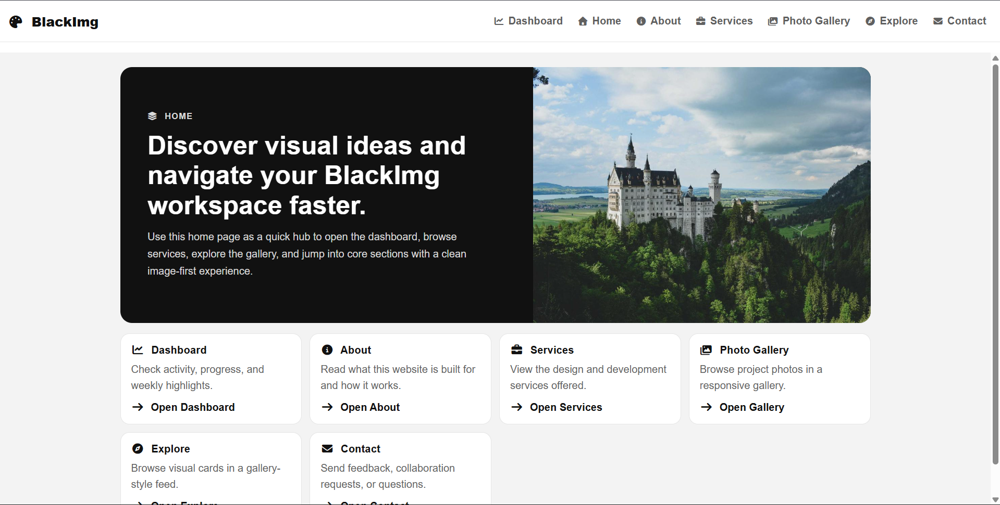 BlackImg
Dashboard Home About Services Photo Gallery Explore Contact
HOME
Discover visual ideas and
navigate your BlackImg
workspace faster.
Use this home page as a quick hub to open the dashboard, browse
services, explore the gallery, and jump into core sections with a clean
image-first experience.
Dashboard
Check activity, progress, and
weekly highlights.
Open Dashboard
About
Read what this website is built for
and how it works.
Open About
Services
View the design and development
services offered.
Open Services
Photo Gallery
Browse project photos in a
responsive gallery.
Open Gallery
Explore
Browse visual cards in a gallery-
style feed.
Open Explore
Contact
Send feedback, collaboration
requests, or questions.
Open Contact